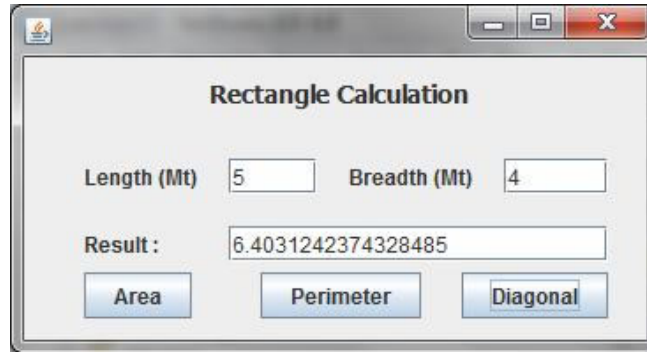 Rectangle Calculation
Length (Mt) 5 Breadth (Mt) 4
Result : 6.4031242374328485
Area Perimeter Diagonal